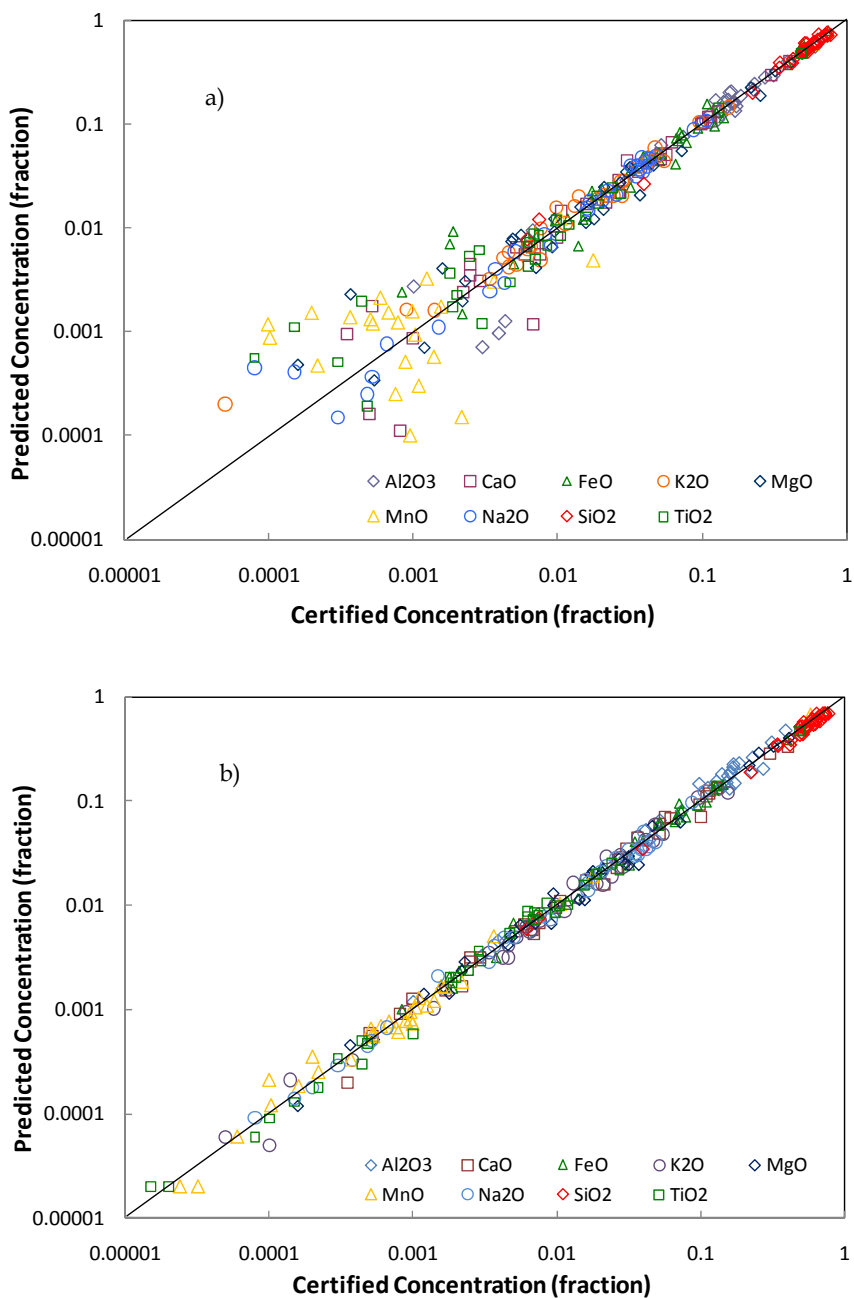 1
a)
0.1
0.01
0.001
0.0001
0.00001
Predicted Concentration (fraction)
Al2O3 CaO FeO K2O MgO
MnO Na2O SiO2 TiO2
0.00001 0.0001 0.001 0.01 0.1 1
Certified Concentration (fraction)
1
b)
0.1
0.01
0.001
0.0001
0.00001
Predicted Concentration (fraction)
Al2O3 CaO FeO K2O MgO
MnO Na2O SiO2 TiO2
0.00001 0.0001 0.001 0.01 0.1 1
Certified Concentration (fraction)